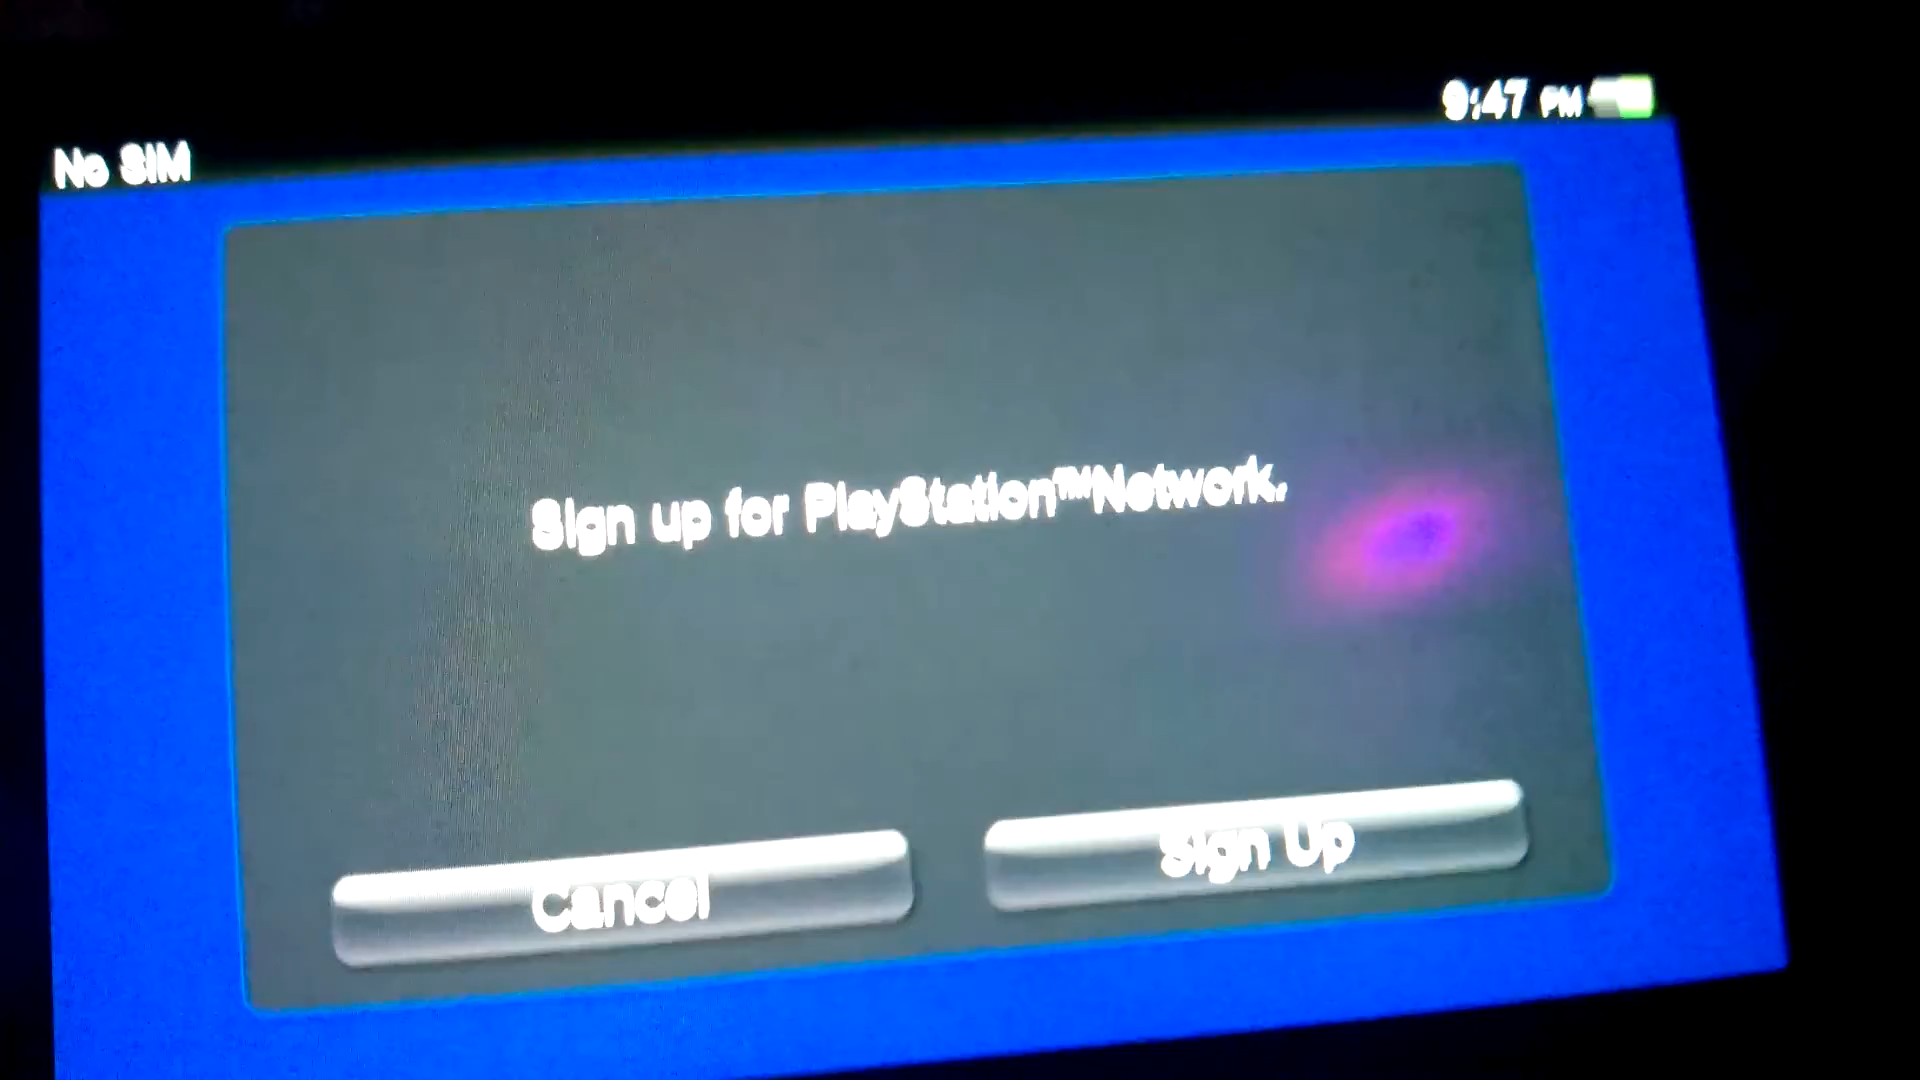 No SIM
9:47 PM
Sign up for PlayStation™Network.
Cancel
Sign Up